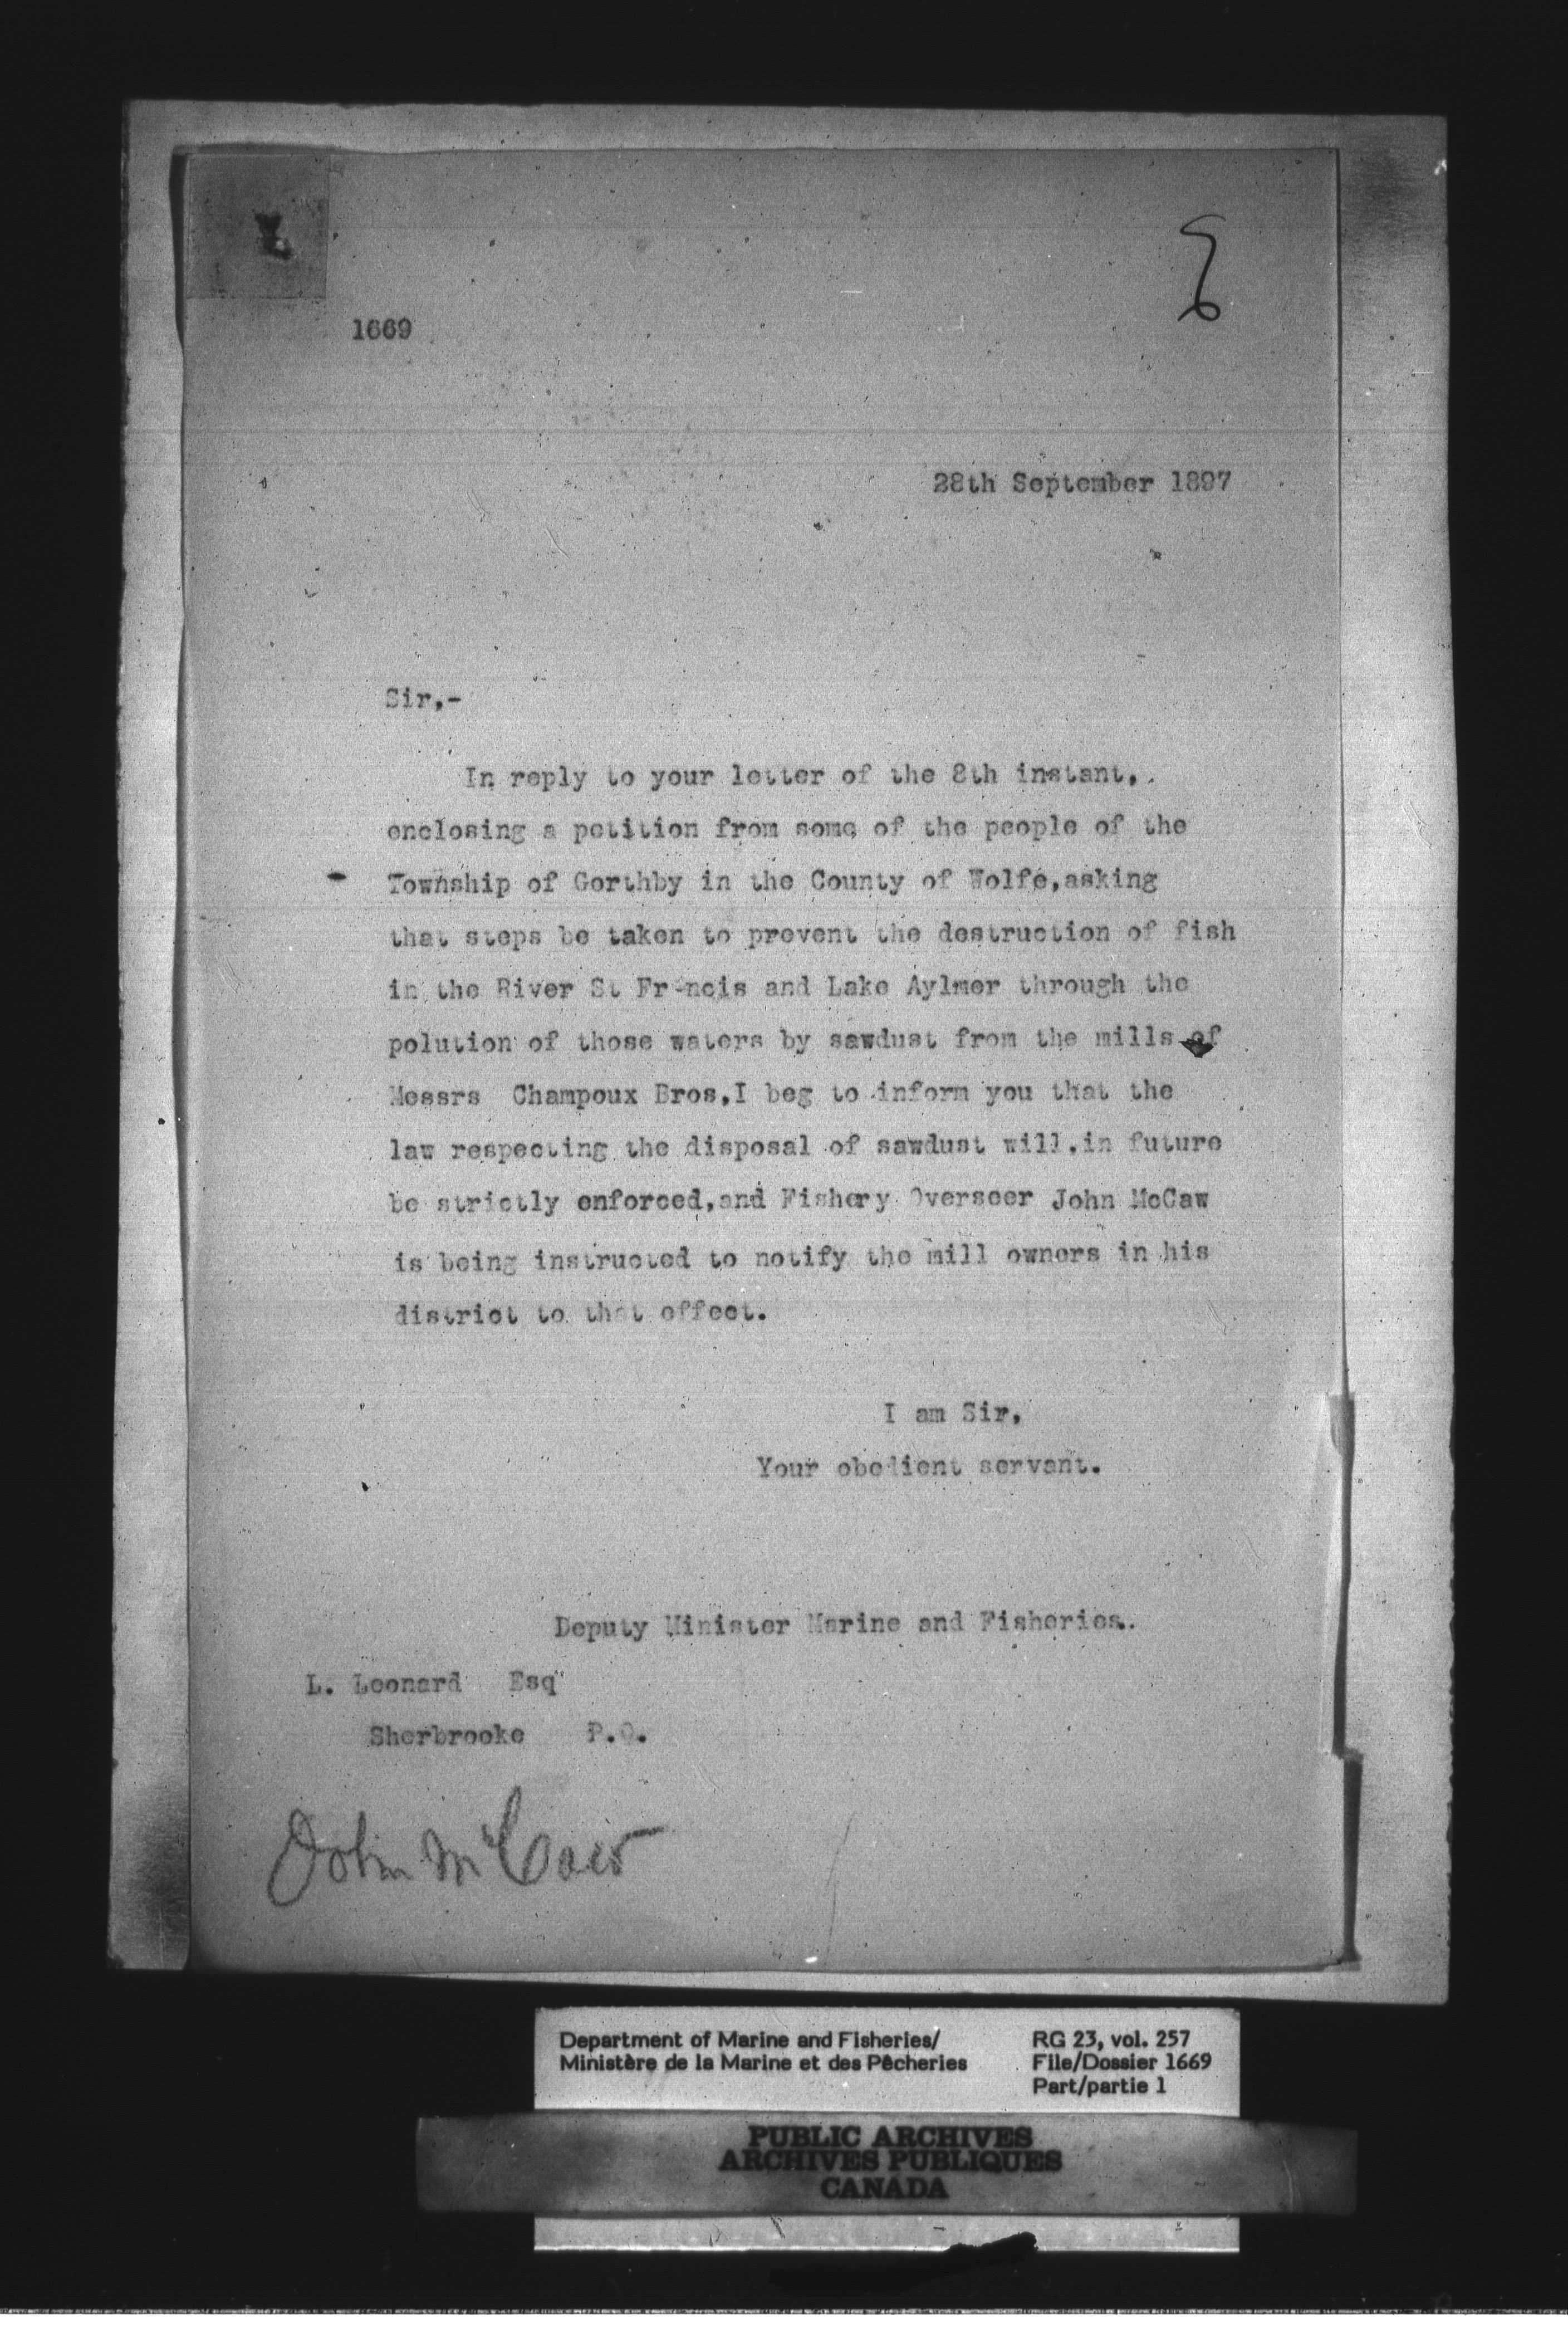 1669
28th September 1897
Sir,-
In reply to your letter of the 8th instant,
enclosing a petition from some of the people of the
Township of Gorthby in the County of Wolfe,asking
that steps be taken to prevent the destruction of fish
in the River St Francis and Lake Aylmer through the
polution of those waters by sawdust from the mills of
Messrs Champoux Bros,I beg to inform you that the
law respecting the disposal of sawdust will,in future
be strictly enforced,and Fishery Overseer John McCaw
is being instructed to notify the mill owners in his
district to that effect.
I am Sir,
Your obedient servant.
Deputy Minister Marine and Fisheries.
L. Leonard Esq
Sherbrooke P.Q.
John McCaw
Department of Marine and Fisheries/ RG 23, vol. 257
Ministère de la Marine et des Pêcheries File/Dossier 1669
Part/partie 1
PUBLIC ARCHIVES
ARCHIVES PUBLIQUES
CANADA